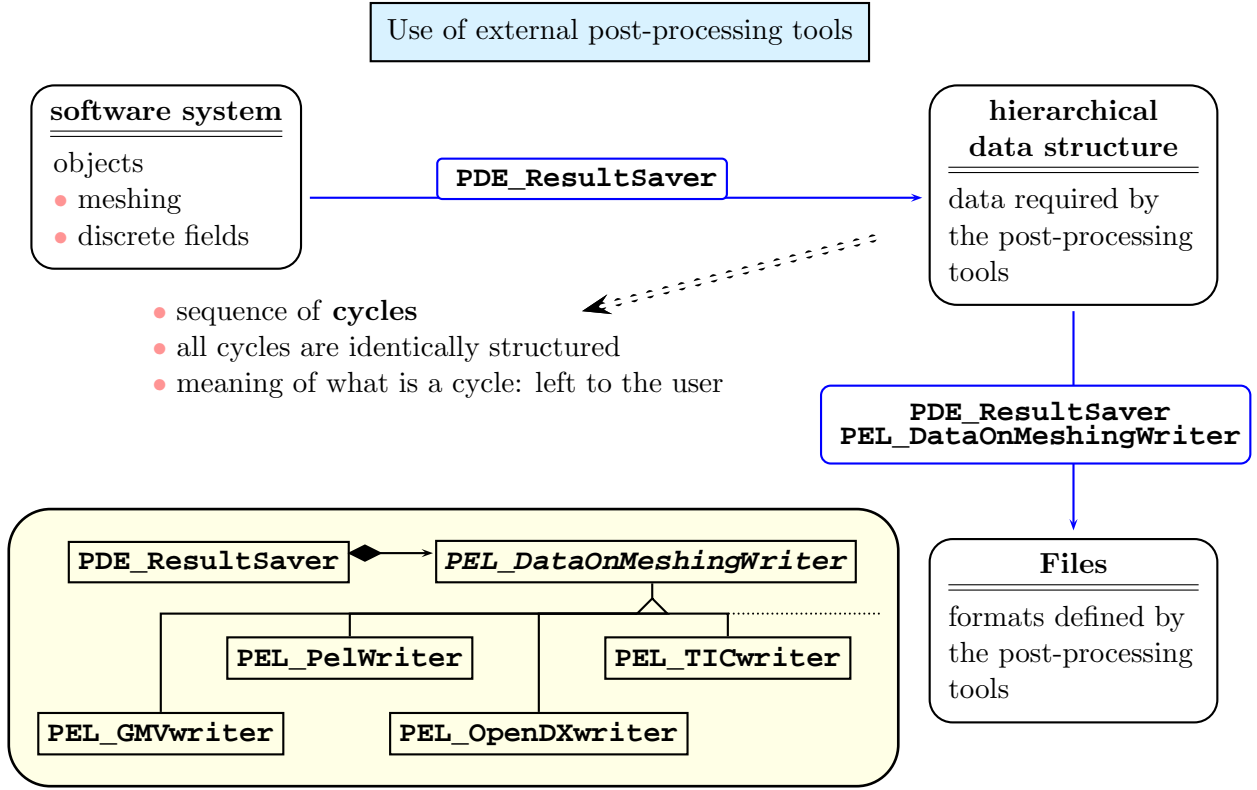 Use of external post-processing tools
software system
objects
• meshing
• discrete fields
PDE_ResultSaver
hierarchical
data structure
data required by
the post-processing
tools
• sequence of cycles
• all cycles are identically structured
• meaning of what is a cycle: left to the user
PDE_ResultSaver
PEL_DataOnMeshingWriter
PDE_ResultSaver
PEL_DataOnMeshingWriter
PEL_PelWriter
PEL_TICwriter
PEL_GMVwriter
PEL_OpenDXwriter
Files
formats defined by
the post-processing
tools